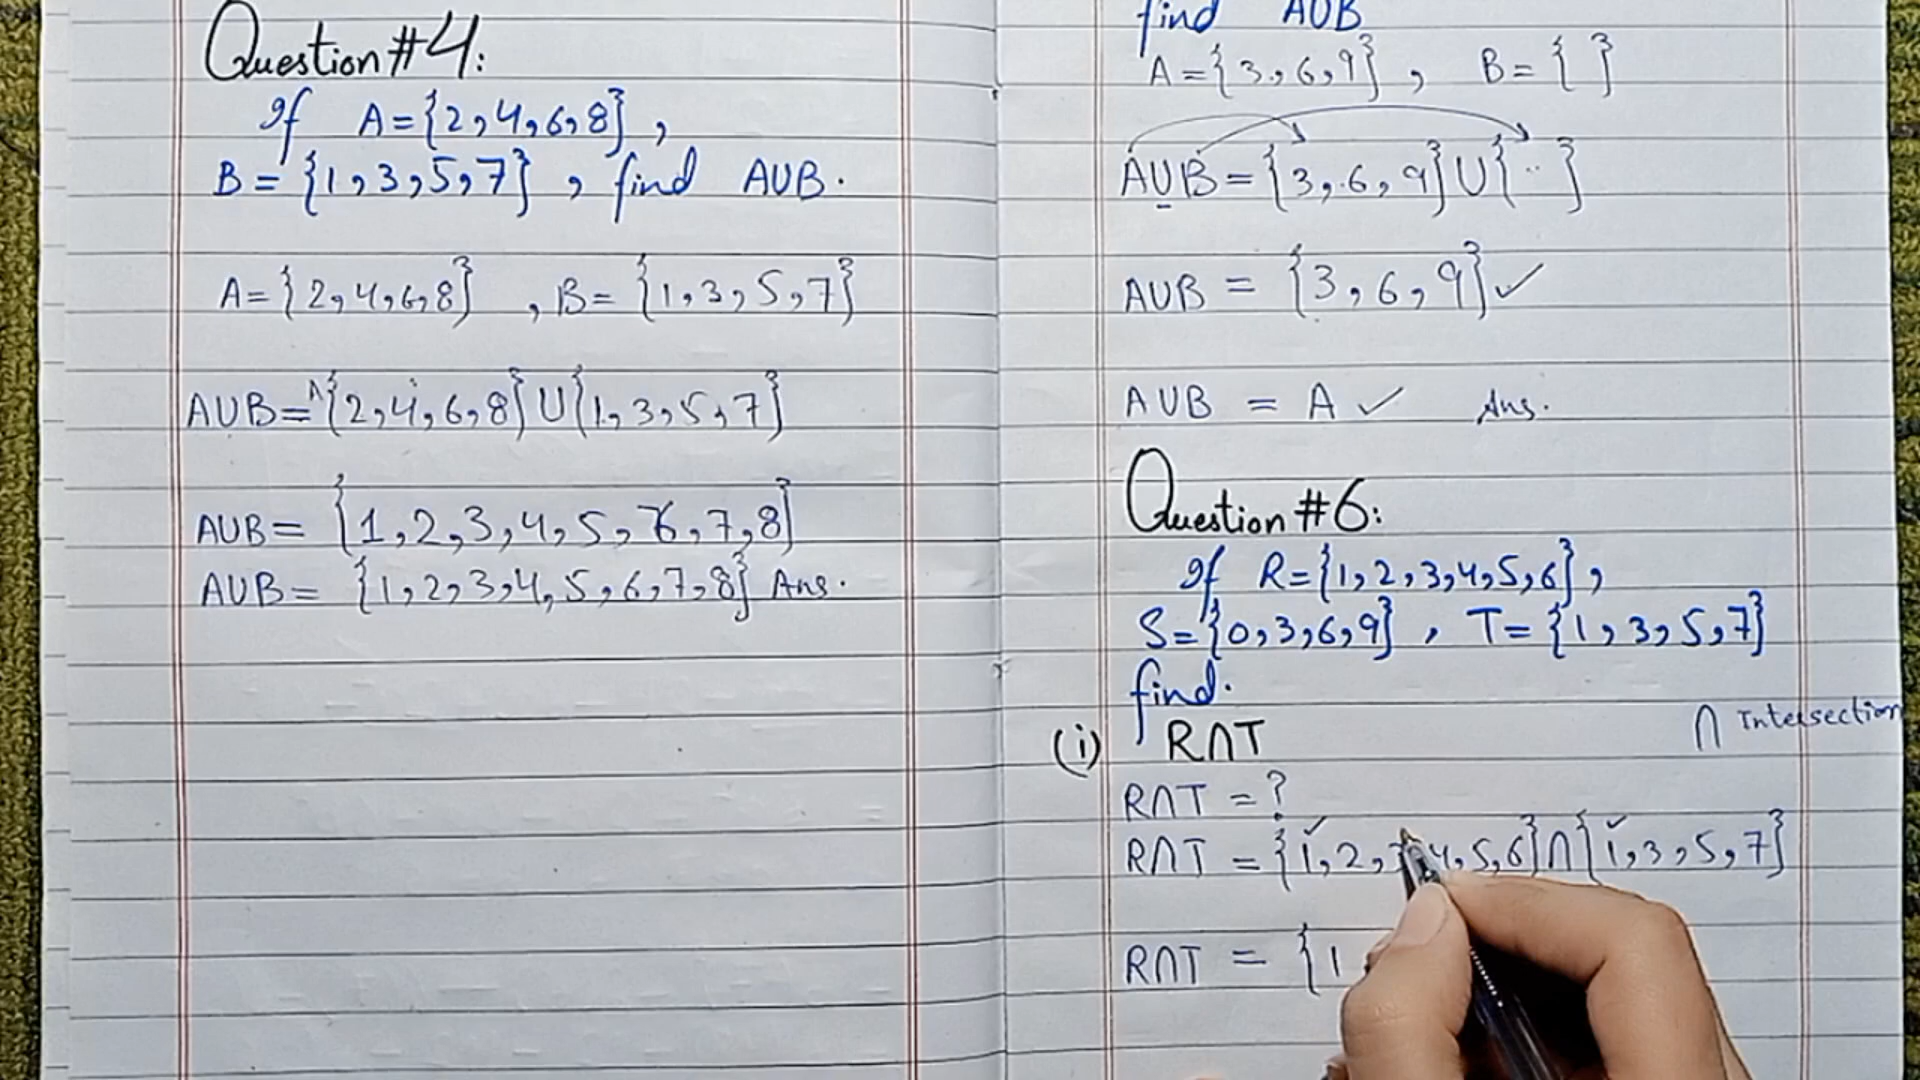 Question #4:
If A={2,4,6,8},
B={1,3,5,7}, find AUB.
A={2,4,6,8} , B= {1,3,5,7}
AUB= A{2,4,6,8} U {1,3,5,7}
AUB= {1,2,3,4,5,6,7,8}
AUB= {1,2,3,4,5,6,7,8} Ans.
find AUB
A={3,6,9} , B= { }
AUB= {3,6,9} U { }
AUB = {3,6,9} ✓
AUB = A ✓ Ans.
Question #6:
If R={1,2,3,4,5,6},
S={0,3,6,9} , T= {1,3,5,7}
find.
∩ Intersection
(i) R∩T
R∩T = ?
R∩T = {1,2, 4,5,6} ∩ {1,3,5,7}
R∩T = {1